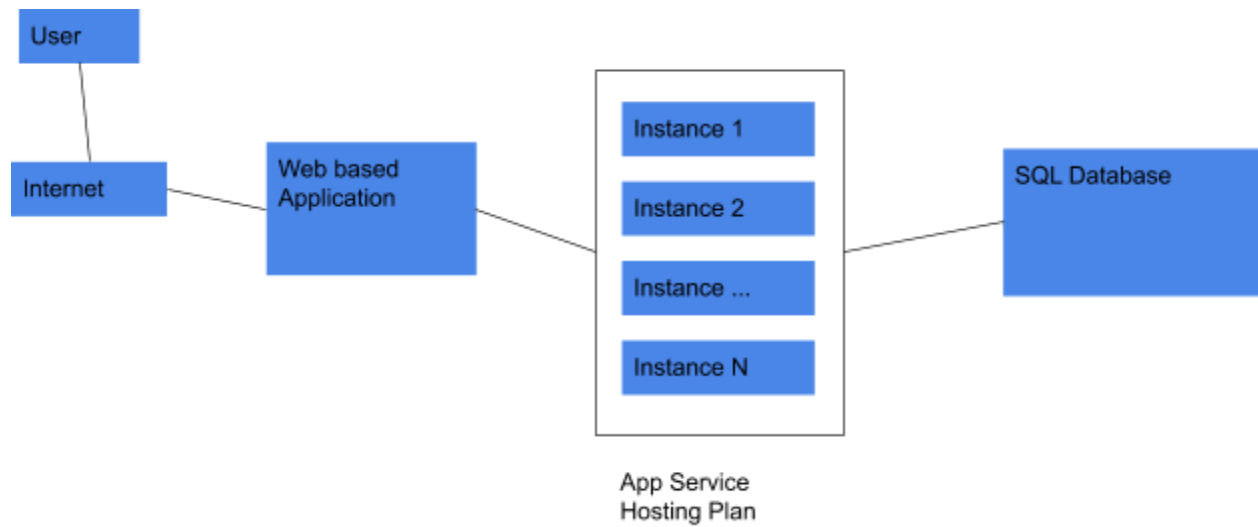 User
Internet
Web based
Application
Instance 1
Instance 2
Instance ...
Instance N
App Service
Hosting Plan
SQL Database